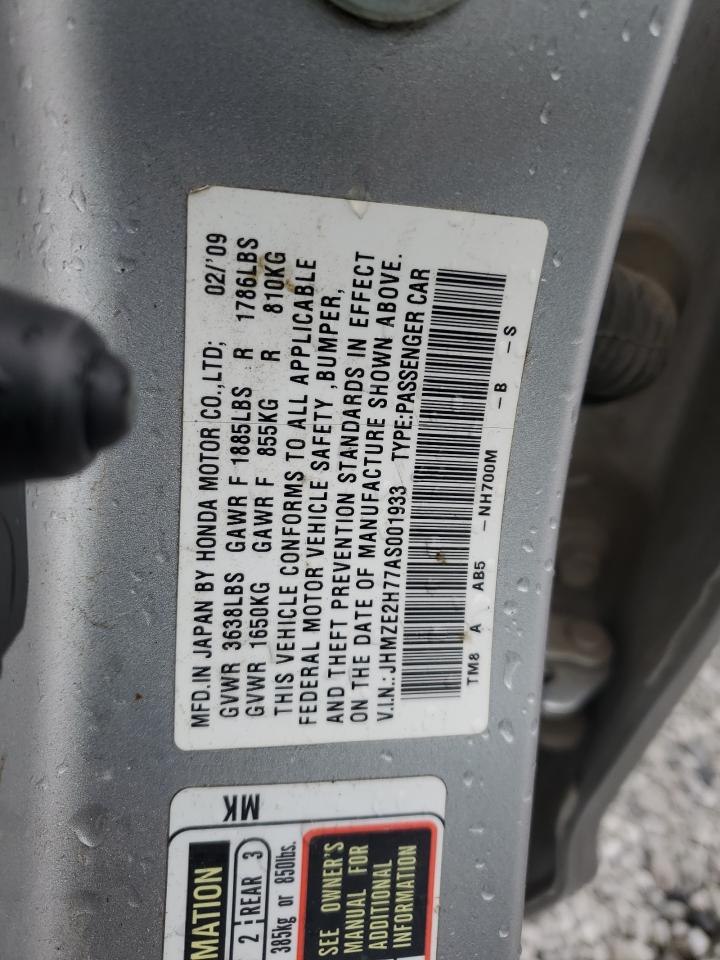 MFD.IN JAPAN BY HONDA MOTOR CO.,LTD; 02/'09
GVWR 3638LBS GAWR F 1885LBS R 1786LBS
GVWR 1650KG GAWR F 855KG R 810KG
THIS VEHICLE CONFORMS TO ALL APPLICABLE
FEDERAL MOTOR VEHICLE SAFETY ,BUMPER,
AND THEFT PREVENTION STANDARDS IN EFFECT
ON THE DATE OF MANUFACTURE SHOWN ABOVE.
V.I.N.:JHMZE2H77AS001933 TYPE:PASSENGER CAR
TM8 A AB5 -NH700M -B -S
MK
MATION
2 REAR 3
385kg or 850lbs.
SEE OWNER'S
MANUAL FOR
ADDITIONAL
INFORMATION